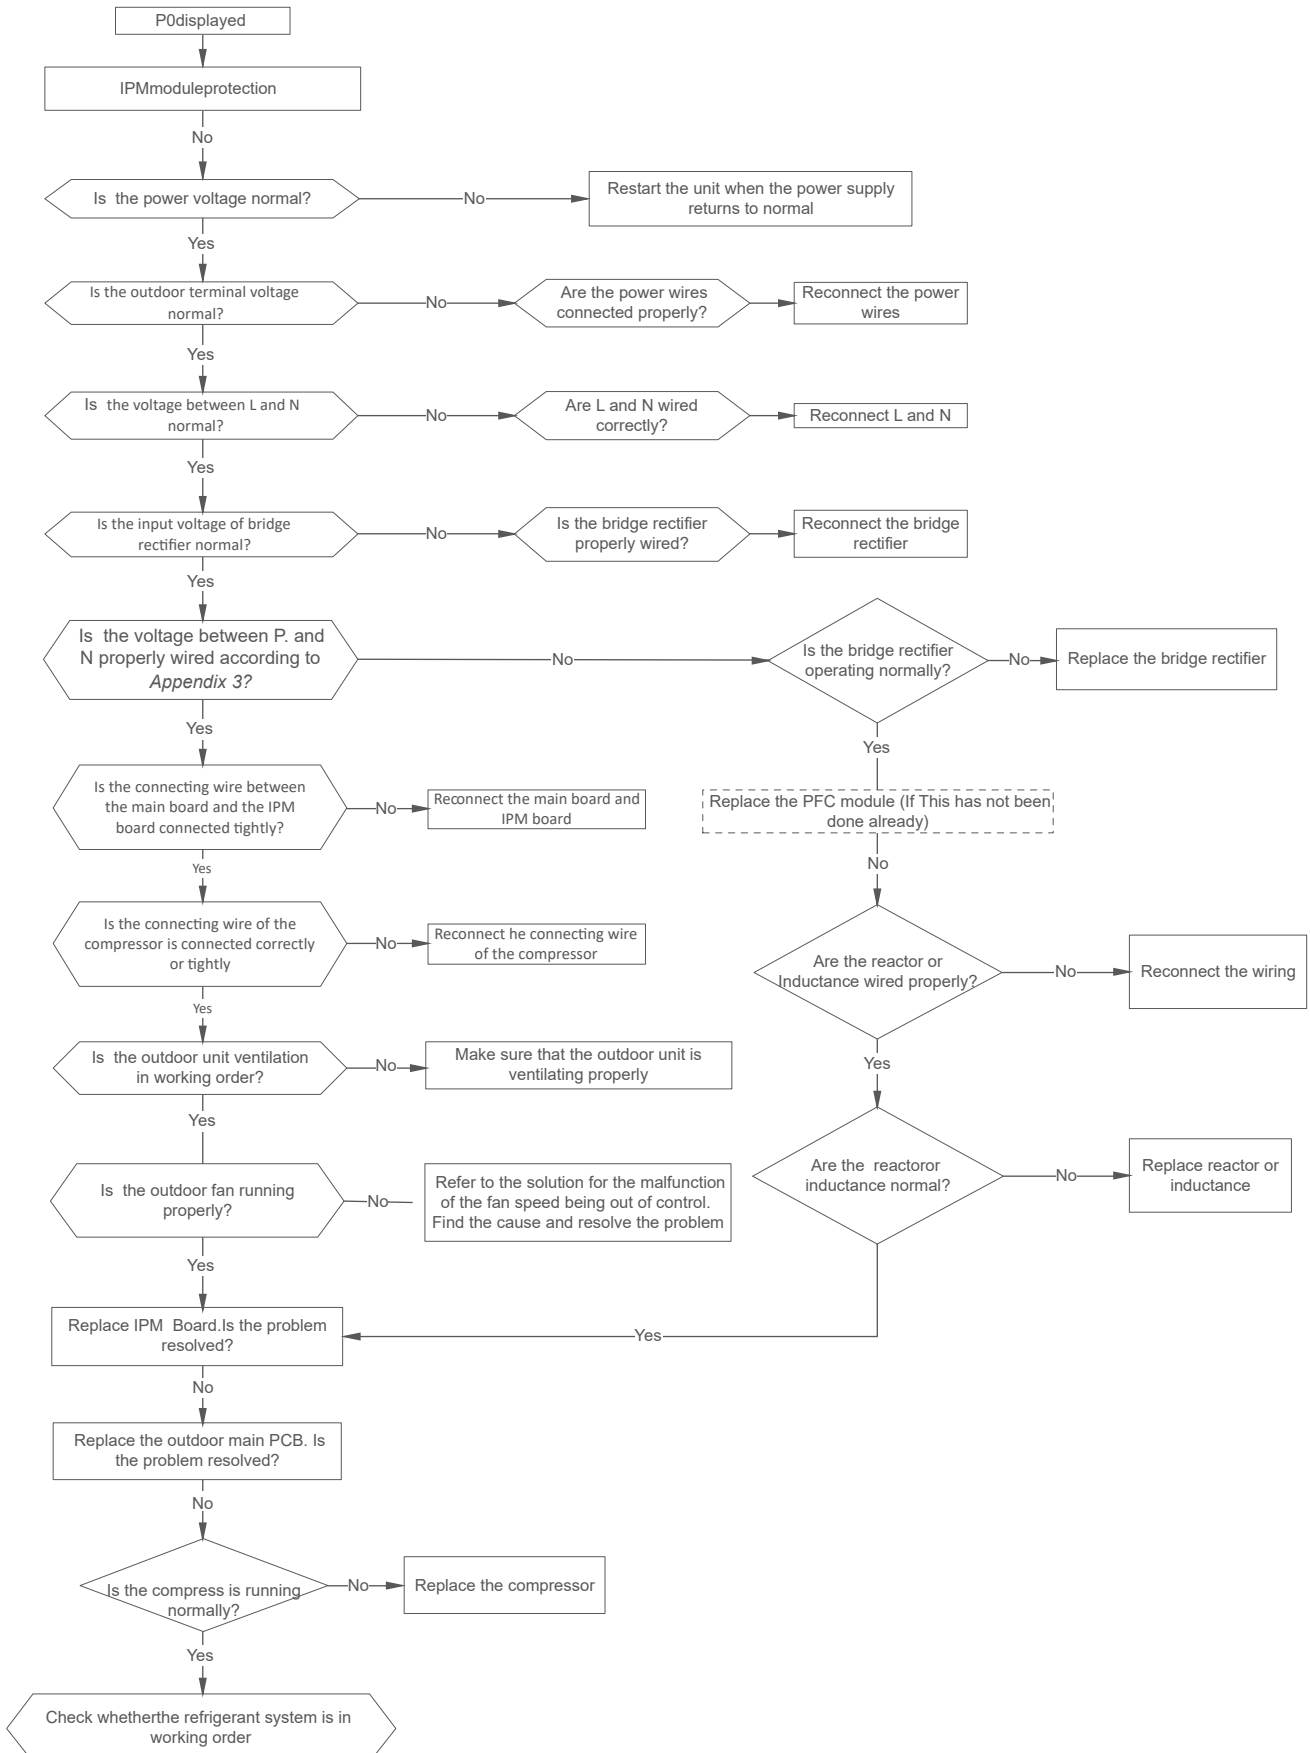 P0displayed
IPMmoduleprotection
No
Is the power voltage normal?
No
Restart the unit when the power supply
returns to normal
Yes
Is the outdoor terminal voltage
normal?
No
Are the power wires
connected properly?
Reconnect the power
wires
Yes
Is the voltage between L and N
normal?
No
Are L and N wired
correctly?
Reconnect L and N
Yes
Is the input voltage of bridge
rectifier normal?
No
Is the bridge rectifier
properly wired?
Reconnect the bridge
rectifier
Yes
Is the voltage between P. and
N properly wired according to
Appendix 3?
No
Is the bridge rectifier
operating normally?
No
Replace the bridge rectifier
Yes
Yes
Is the connecting wire between
the main board and the IPM
board connected tightly?
No
Reconnect the main board and
IPM board
Replace the PFC module (If This has not been
done already)
Yes
No
Is the connecting wire of the
compressor is connected correctly
or tightly
No
Reconnect he connecting wire
of the compressor
Are the reactor or
Inductance wired properly?
No
Reconnect the wiring
Yes
Is the outdoor unit ventilation
in working order?
No
Make sure that the outdoor unit is
ventilating properly
Yes
Yes
Is the outdoor fan running
properly?
No
Refer to the solution for the malfunction
of the fan speed being out of control.
Find the cause and resolve the problem
Are the reactoror
inductance normal?
No
Replace reactor or
inductance
Yes
Replace IPM Board.Is the problem
resolved?
Yes
No
Replace the outdoor main PCB. Is
the problem resolved?
No
Is the compress is running
normally?
No
Replace the compressor
Yes
Check whetherthe refrigerant system is in
working order